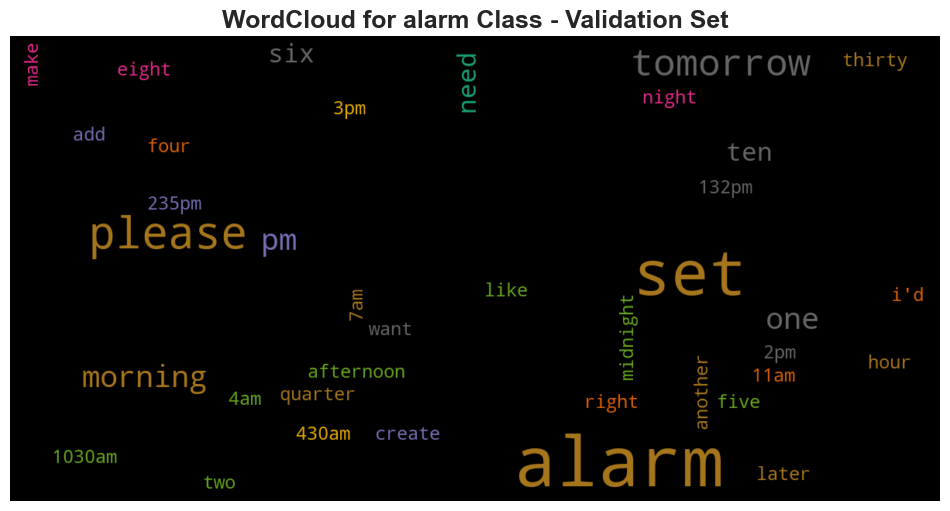 WordCloud for alarm Class - Validation Set
make
eight
six
need
tomorrow
thirty
night
3pm
add
four
ten
132pm
235pm
please
pm
set
like
i'd
7am
midnight
want
one
2pm
hour
morning
afternoon
11am
another
4am
quarter
right
five
430am
create
1030am
alarm
later
two